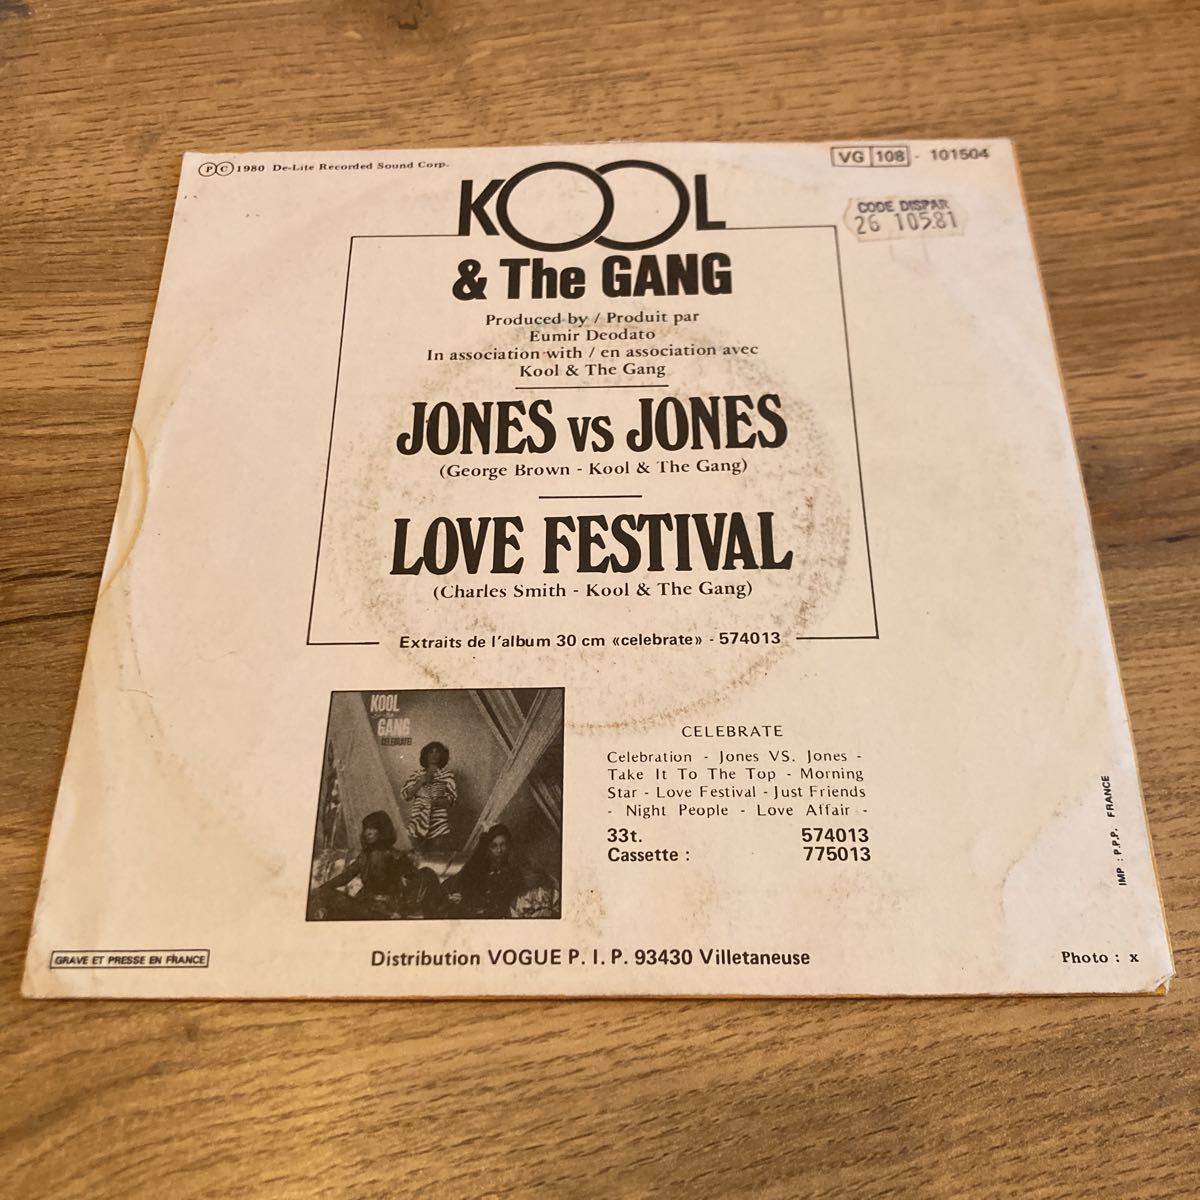 Ⓟ Ⓒ 1980 De-Lite Recorded Sound Corp.
VG 108 - 101504
CODE DISPAR
26 10581
KOOL
& The GANG
Produced by / Produit par
Eumir Deodato
In association with / en association avec
Kool & The Gang
JONES vs JONES
(George Brown - Kool & The Gang)
LOVE FESTIVAL
(Charles Smith - Kool & The Gang)
Extraits de l'album 30 cm «celebrate» - 574013
KOOL
GANG
CELEBRATE!
CELEBRATE
Celebration - Jones VS. Jones -
Take It To The Top - Morning
Star - Love Festival - Just Friends
- Night People - Love Affair -
33t. 574013
Cassette : 775013
IMP : P.P.P. FRANCE
GRAVE ET PRESSE EN FRANCE
Distribution VOGUE P. I. P. 93430 Villetaneuse
Photo : x